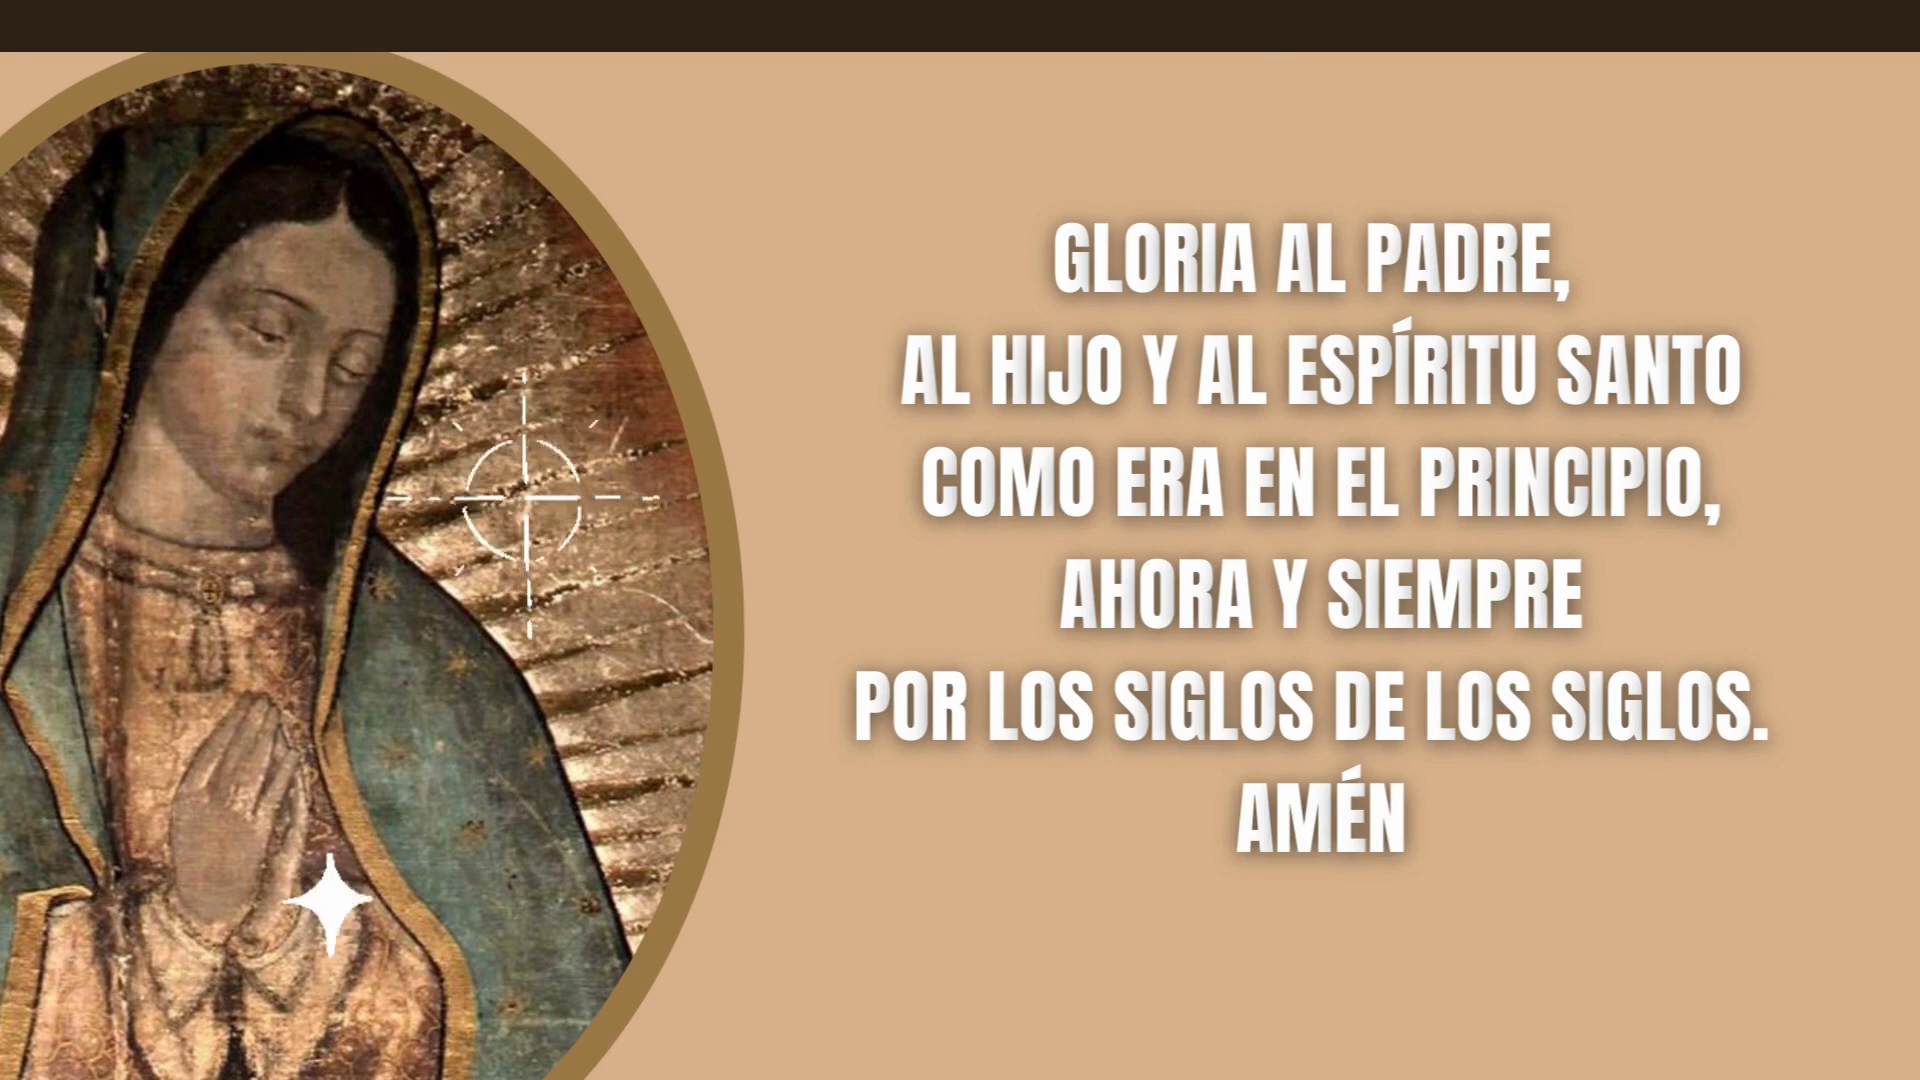 GLORIA AL PADRE,
AL HIJO Y AL ESPÍRITU SANTO
COMO ERA EN EL PRINCIPIO,
AHORA Y SIEMPRE
POR LOS SIGLOS DE LOS SIGLOS.
AMÉN